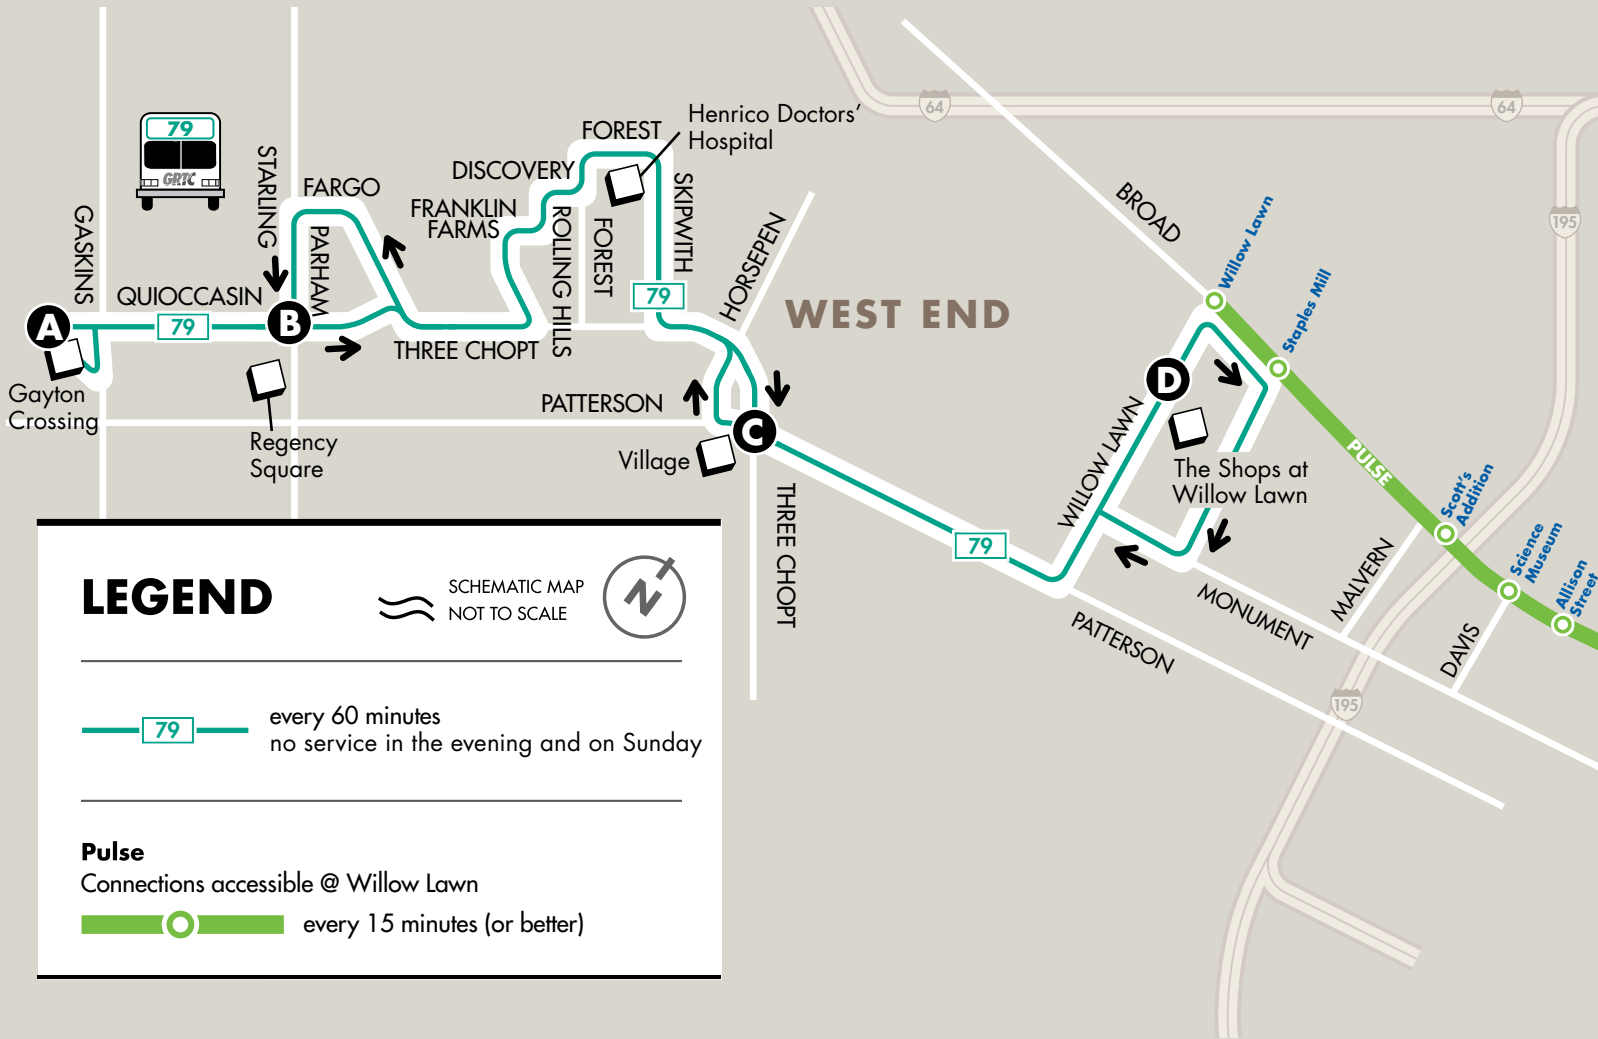 64
64
BROAD
Henrico Doctors’
Hospital
79
GRTC
FOREST
STARLING
FARGO
DISCOVERY
SKIPWITH
FRANKLIN
FARMS
GASKINS
PARHAM
ROLLING HILLS
FOREST
HORSEPEN
Willow Lawn
195
Staples Mill
QUIOCCASIN
79
WEST END
A
79
B
THREE CHOPT
Gayton
Crossing
PATTERSON
D
C
Regency
Square
Village
WILLOW LAWN
The Shops at
Willow Lawn
PULSE
Scott’s
Addition
THREE CHOPT
79
Science
Museum
Allison
Street
MALVERN
MONUMENT
PATTERSON
DAVIS
195
LEGEND
SCHEMATIC MAP
NOT TO SCALE
N
79
every 60 minutes
no service in the evening and on Sunday
Pulse
Connections accessible @ Willow Lawn
every 15 minutes (or better)